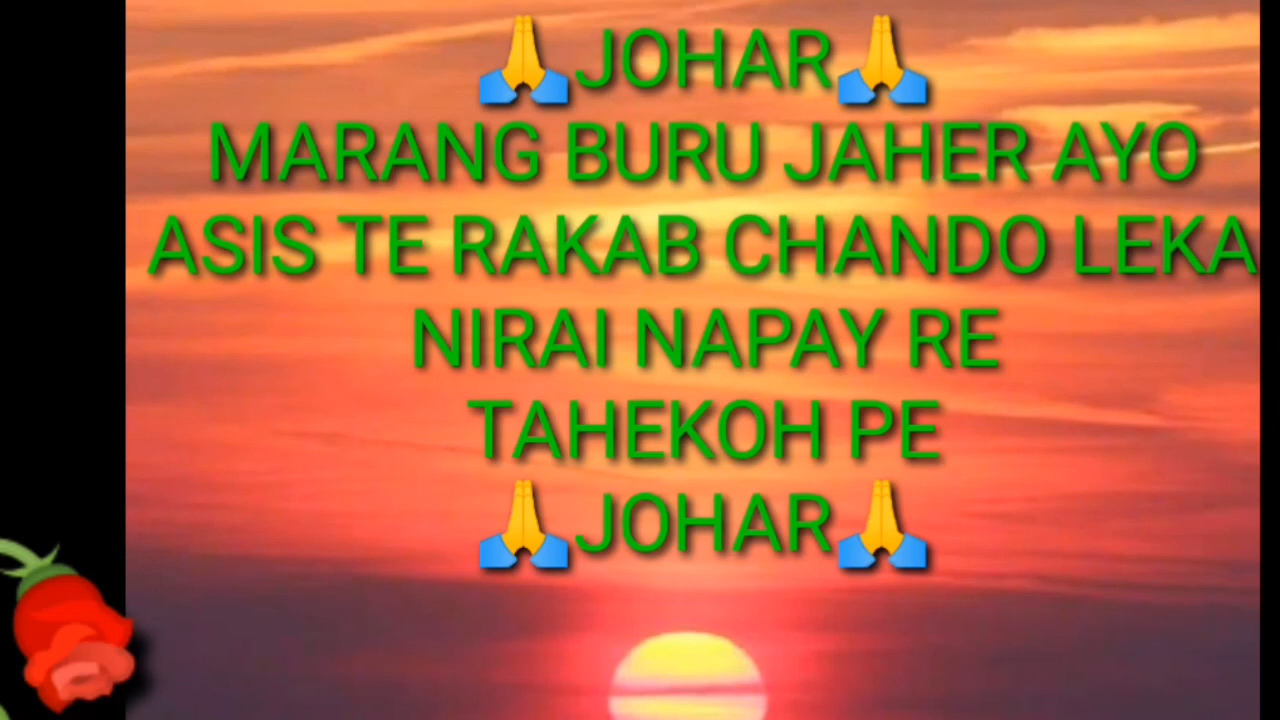 🙏JOHAR🙏
MARANG BURU JAHER AYO
ASIS TE RAKAB CHANDO LEKA
NIRAI NAPAY RE
TAHEKOH PE
🙏JOHAR🙏